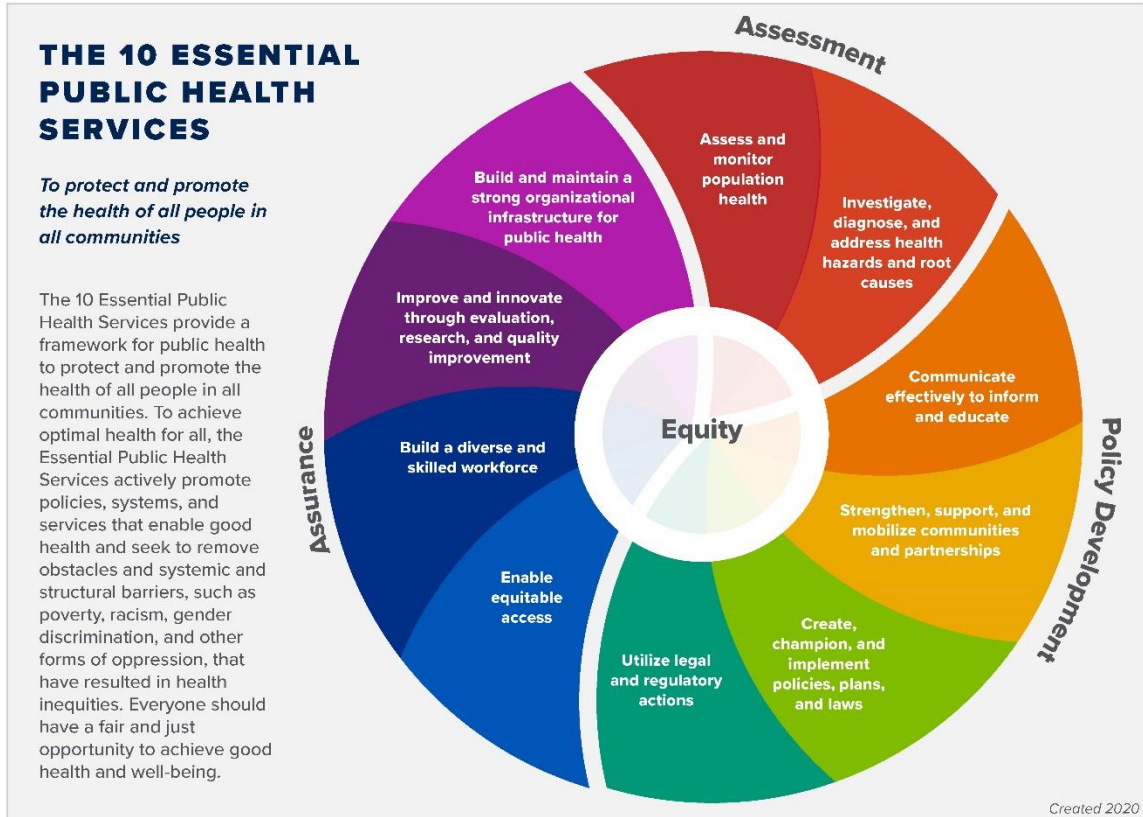 THE 10 ESSENTIAL
PUBLIC HEALTH
SERVICES
To protect and promote
the health of all people in
all communities
The 10 Essential Public
Health Services provide a
framework for public health
to protect and promote the
health of all people in all
communities. To achieve
optimal health for all, the
Essential Public Health
Services actively promote
policies, systems, and
services that enable good
health and seek to remove
obstacles and systemic and
structural barriers, such as
poverty, racism, gender
discrimination, and other
forms of oppression, that
have resulted in health
inequities. Everyone should
have a fair and just
opportunity to achieve good
health and well-being.
Assessment
Assess and
monitor
population
health
Investigate,
diagnose, and
address health
hazards and root
causes
Policy Development
Communicate
effectively to inform
and educate
Strengthen, support, and
mobilize communities
and partnerships
Create,
champion, and
implement
policies, plans,
and laws
Utilize legal
and regulatory
actions
Assurance
Enable
equitable
access
Build a diverse and
skilled workforce
Improve and innovate
through evaluation,
research, and quality
improvement
Build and maintain a
strong organizational
infrastructure for
public health
Equity
Created 2020